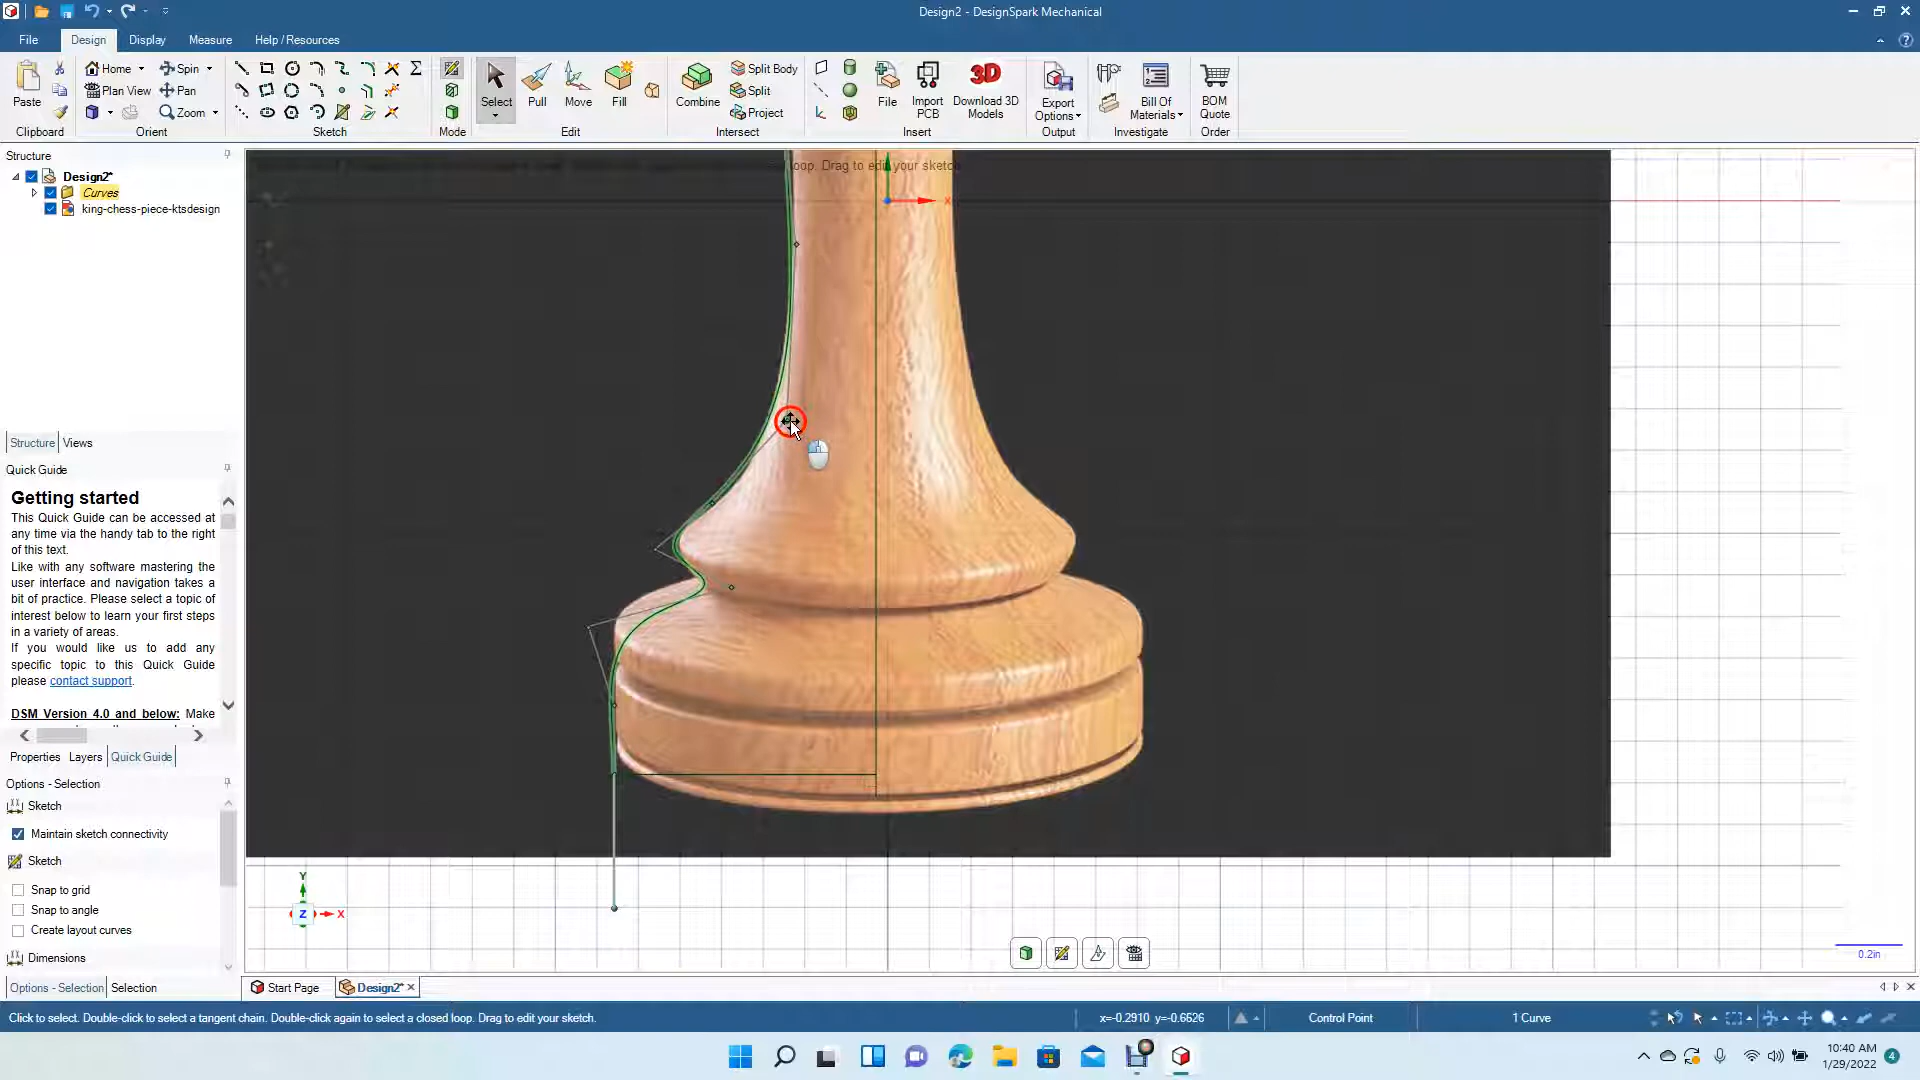 Design2 - DesignSpark Mechanical
File Design Display Measure Help / Resources
Paste Home Spin Plan View Pan Zoom Select Pull Move Fill Combine Split Body Split Project File Import PCB Download 3D Models Export Options Bill Of Materials BOM Quote
Clipboard Orient Sketch Mode Edit Intersect Insert Output Investigate Order
Structure
Design2*
Curves
king-chess-piece-ktsdesign
Structure Views
Quick Guide
Getting started
This Quick Guide can be accessed at
any time via the handy tab to the right
of this text.
Like with any software mastering the
user interface and navigation takes a
bit of practice. Please select a topic of
interest below to learn your first steps
in a variety of areas.
If you would like us to add any
specific topic to this Quick Guide
please contact support.
DSM Version 4.0 and below: Make
Properties Layers Quick Guide
Options - Selection
Sketch
Maintain sketch connectivity
Sketch
Snap to grid
Snap to angle
Create layout curves
Dimensions
Options - Selection Selection
loop. Drag to edit your sketch.
X
Y
Z X
0.2in
Start Page Design2*
Click to select. Double-click to select a tangent chain. Double-click again to select a closed loop. Drag to edit your sketch.
x=-0.2910 y=-0.6626
Control Point
1 Curve
10:40 AM
1/29/2022
4